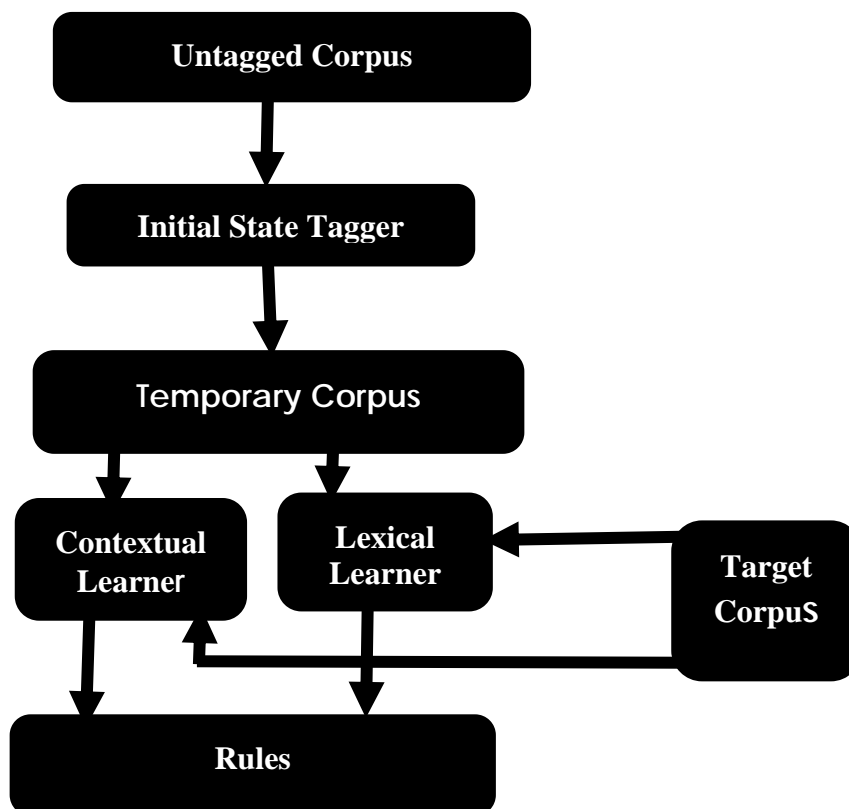 Untagged Corpus
Initial State Tagger
Temporary Corpus
Contextual
Learner
Lexical
Learner
Target
Corpus
Rules